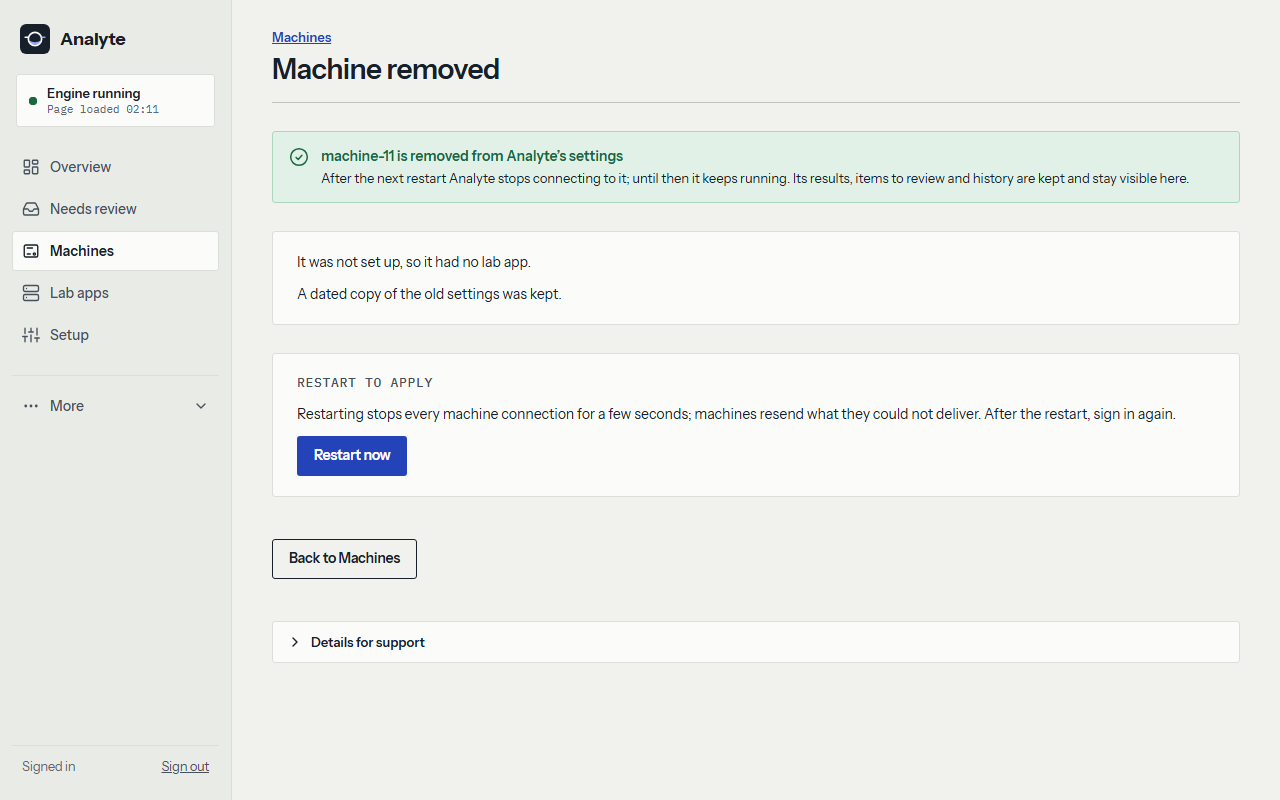 Analyte
Engine running
Page loaded 02:11
Overview
Needs review
Machines
Lab apps
Setup
More
Signed in
Sign out
Machines
Machine removed
machine-11 is removed from Analyte’s settings
After the next restart Analyte stops connecting to it; until then it keeps running. Its results, items to review and history are kept and stay visible here.
It was not set up, so it had no lab app.
A dated copy of the old settings was kept.
RESTART TO APPLY
Restarting stops every machine connection for a few seconds; machines resend what they could not deliver. After the restart, sign in again.
Restart now
Back to Machines
Details for support